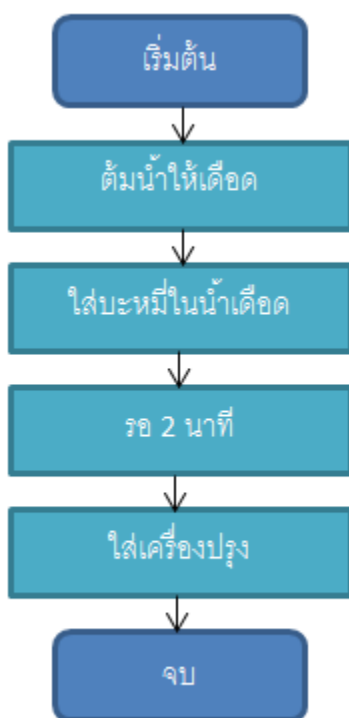 เริ่มต้น
ต้มน้ำให้เดือด
ใส่บะหมี่ในน้ำเดือด
รอ 2 นาที
ใส่เครื่องปรุง
จบ